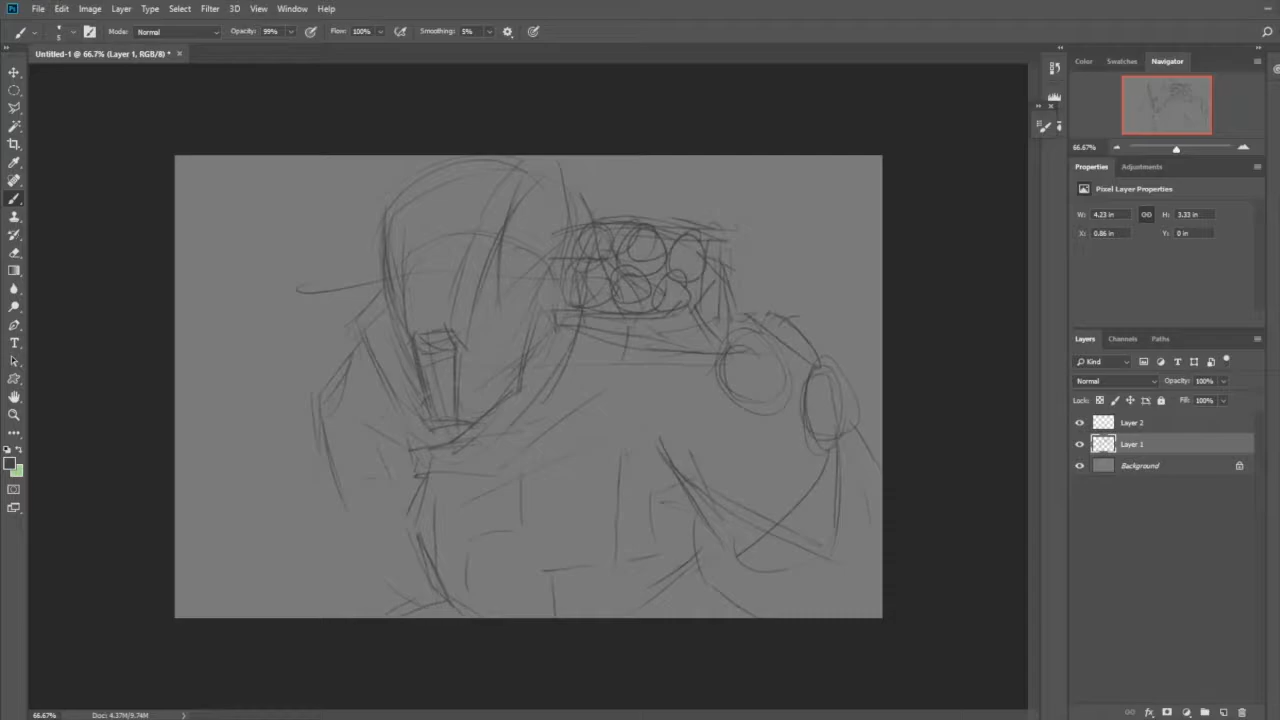 Ps File Edit Image Layer Type Select Filter 3D View Window Help
5 Mode: Normal Opacity: 99% Flow: 100% Smoothing: 5%
Untitled-1 @ 66.7% (Layer 1, RGB/8) * ×
Color Swatches Navigator
66.67%
Properties Adjustments
Pixel Layer Properties
W: 4.23 in H: 3.33 in
X: 0.86 in Y: 0 in
Layers Channels Paths
Kind
Normal Opacity: 100%
Lock: Fill: 100%
Layer 2
Layer 1
Background
fx
66.67% Doc: 4.37M/9.74M